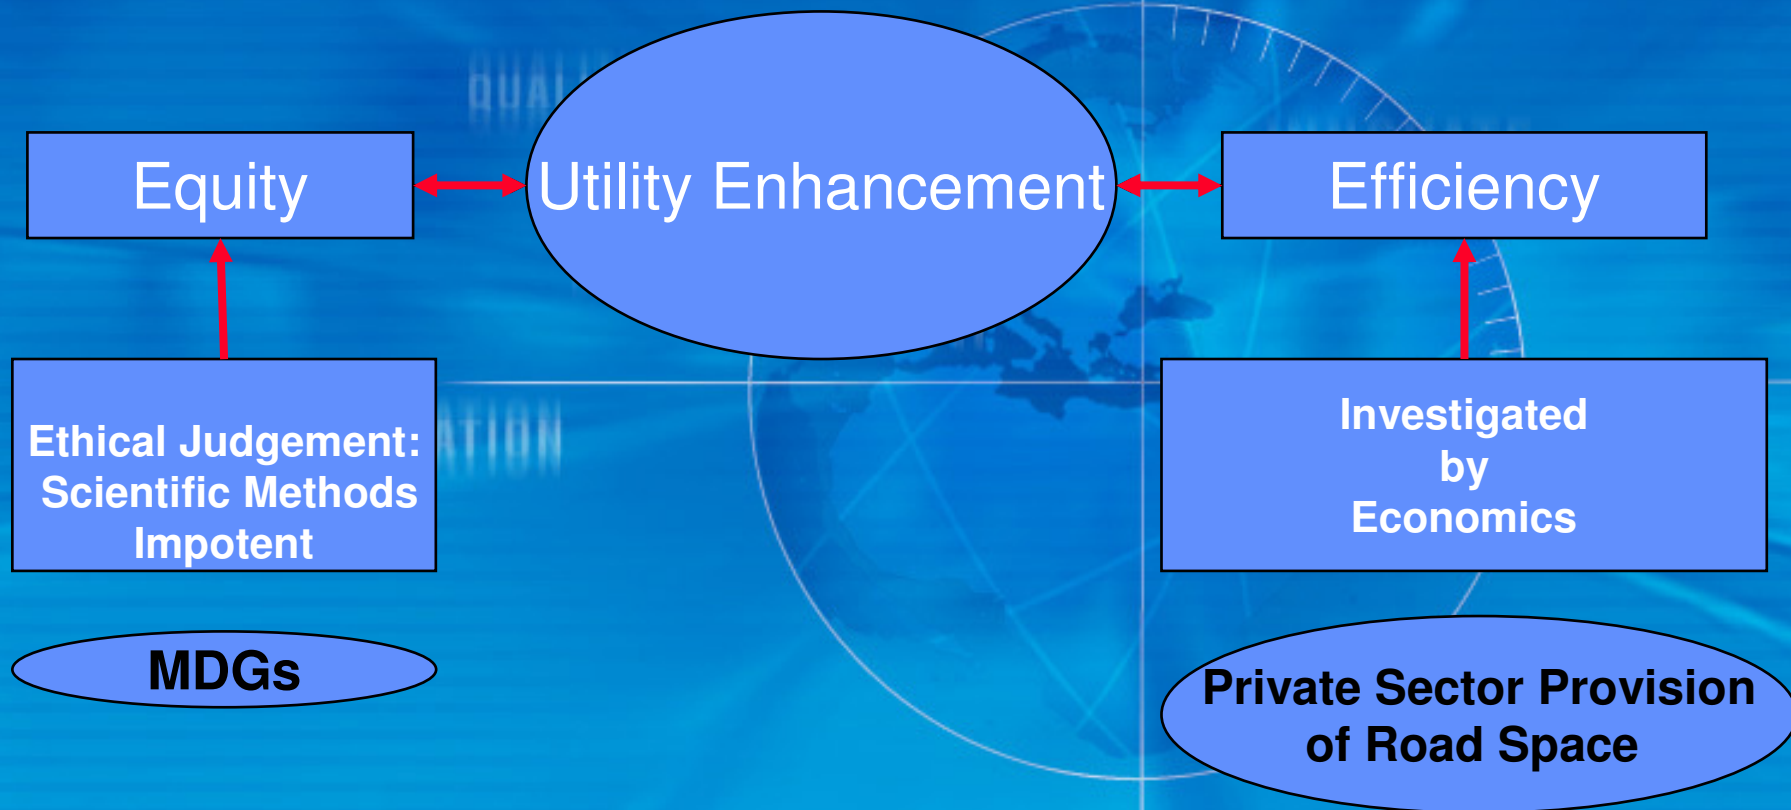 Equity
Utility Enhancement
Efficiency
Ethical Judgement:
Scientific Methods
Impotent
Investigated
by
Economics
MDGs
Private Sector Provision
of Road Space